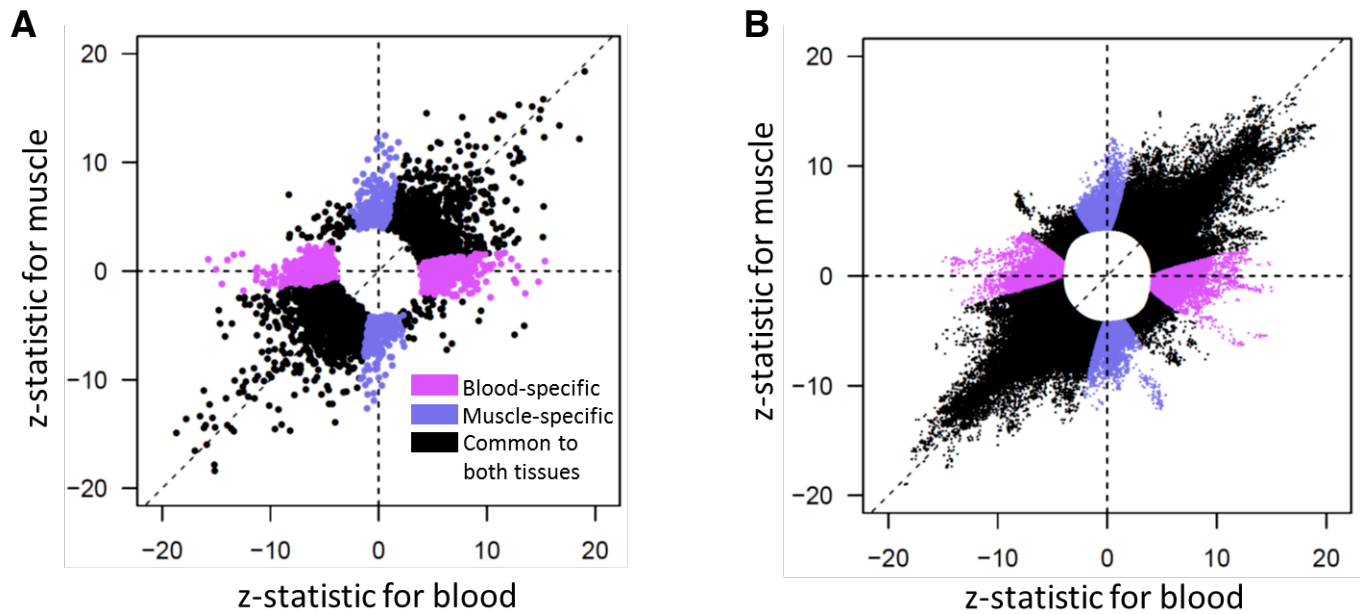 A
z-statistic for muscle
20
10
0
−10
−20
Blood-specific
Muscle-specific
Common to
both tissues
−20 −10 0 10 20
z-statistic for blood
B
z-statistic for muscle
20
10
0
−10
−20
−20 −10 0 10 20
z-statistic for blood